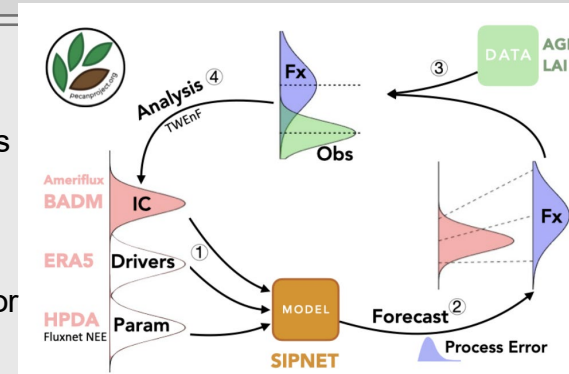 pecanproject.org
s
or
Analysis ④
TWEnF
Fx
Obs
③
DATA
AG
LAI
Ameriflux
BADM
IC
ERA5
Drivers
①
HPDA
Fluxnet NEE
Param
MODEL
SIPNET
Forecast ②
Process Error
Fx